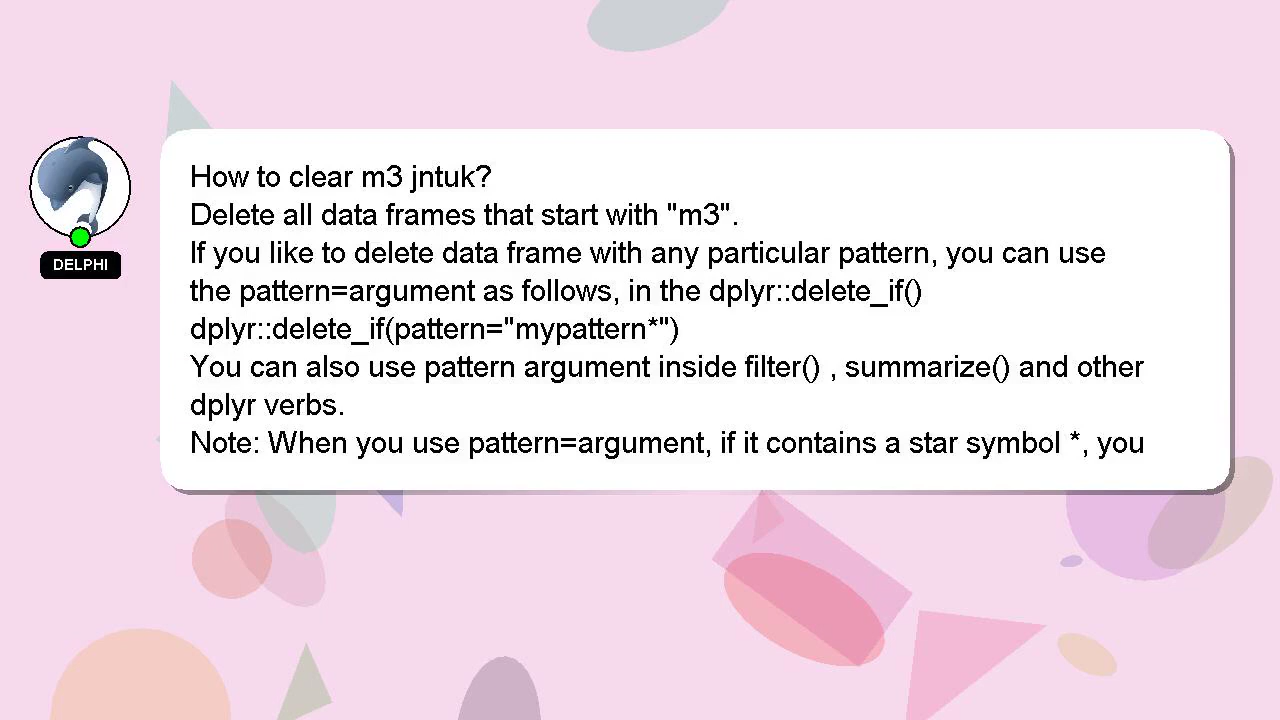 How to clear m3 jntuk?
Delete all data frames that start with "m3".
If you like to delete data frame with any particular pattern, you can use
the pattern=argument as follows, in the dplyr::delete_if()
dplyr::delete_if(pattern="mypattern*")
You can also use pattern argument inside filter() , summarize() and other
dplyr verbs.
Note: When you use pattern=argument, if it contains a star symbol *, you
DELPHI